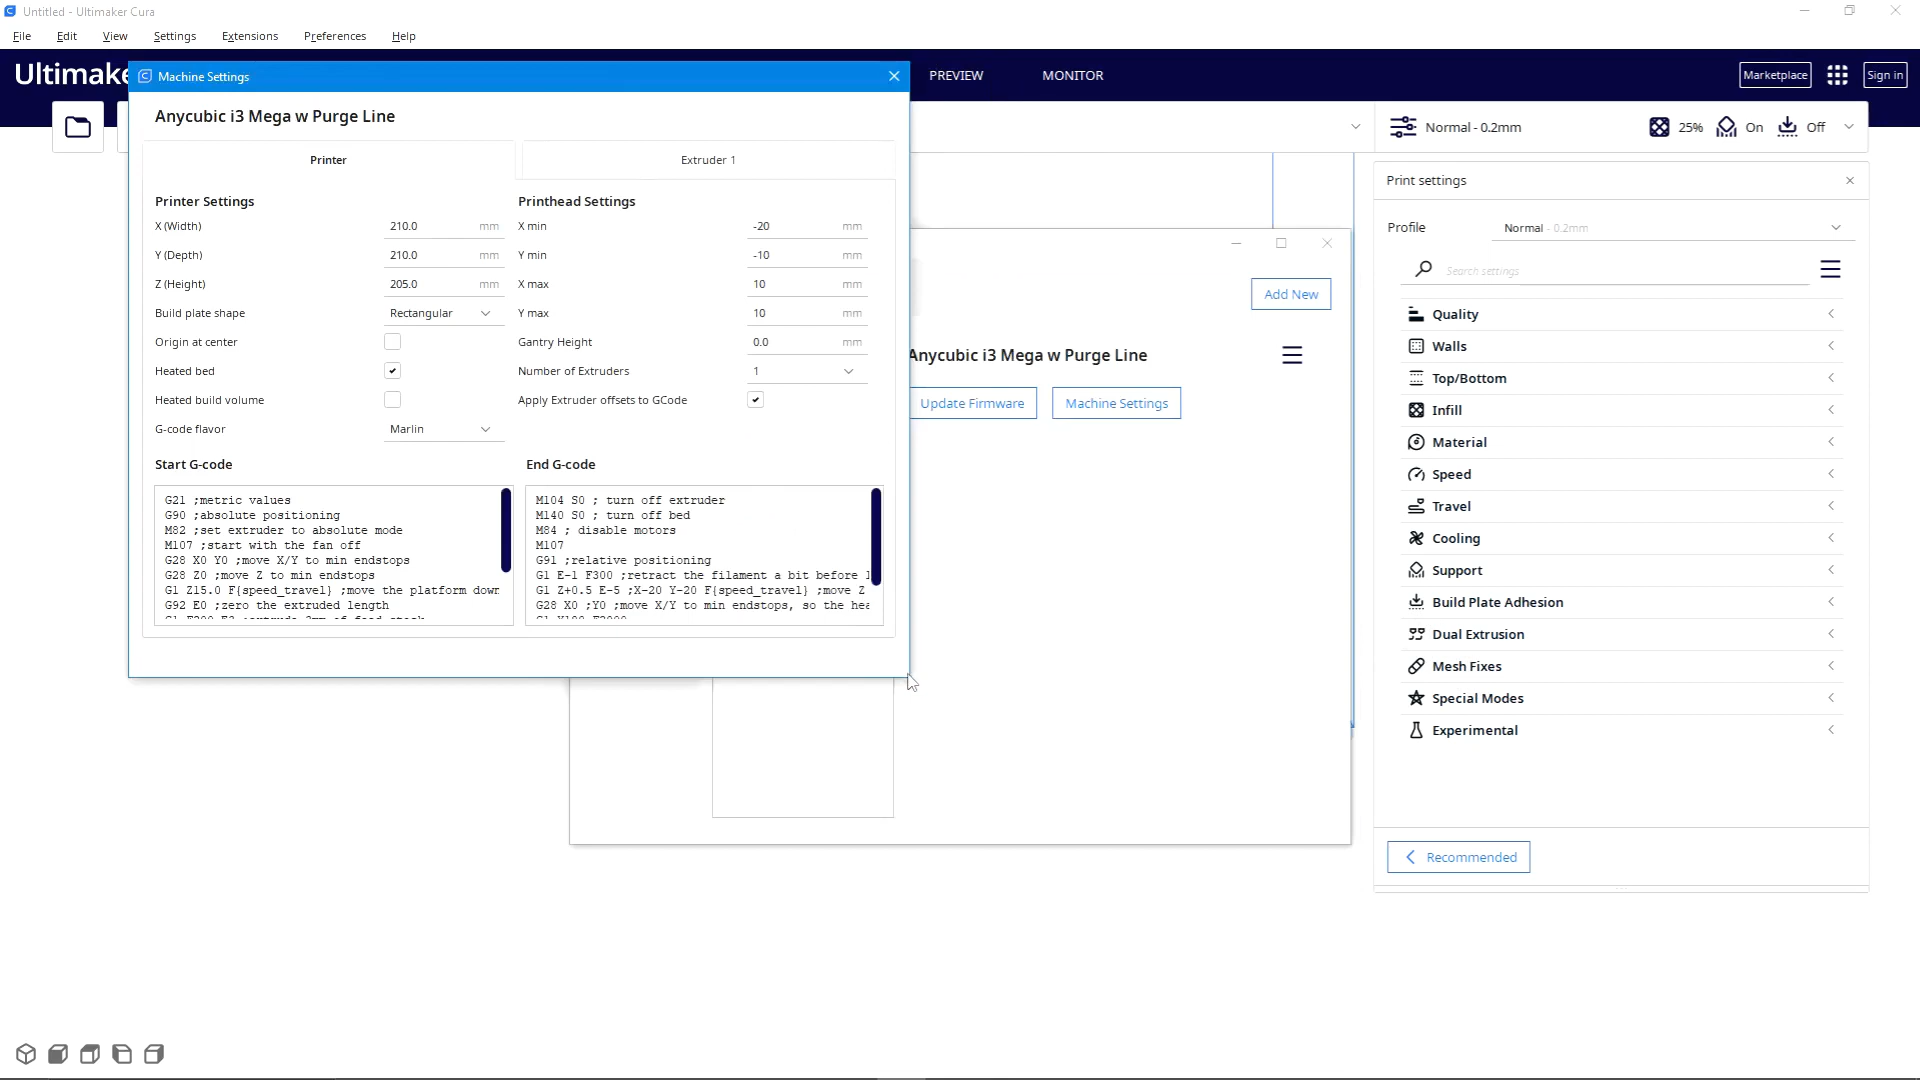 Untitled - Ultimaker Cura
File Edit View Settings Extensions Preferences Help
Ultimake
PREVIEW
MONITOR
Marketplace
Sign in
Normal - 0.2mm
25%
On
Off
Machine Settings
Anycubic i3 Mega w Purge Line
Printer
Extruder 1
Printer Settings
X (Width) 210.0 mm
Y (Depth) 210.0 mm
Z (Height) 205.0 mm
Build plate shape Rectangular
Origin at center
Heated bed
Heated build volume
G-code flavor Marlin
Printhead Settings
X min -20 mm
Y min -10 mm
X max 10 mm
Y max 10 mm
Gantry Height 0.0 mm
Number of Extruders 1
Apply Extruder offsets to GCode
Start G-code
G21 ;metric values
G90 ;absolute positioning
M82 ;set extruder to absolute mode
M107 ;start with the fan off
G28 X0 Y0 ;move X/Y to min endstops
G28 Z0 ;move Z to min endstops
G1 Z15.0 F{speed_travel} ;move the platform down
G92 E0 ;zero the extruded length
End G-code
M104 S0 ; turn off extruder
M140 S0 ; turn off bed
M84 ; disable motors
M107
G91 ;relative positioning
G1 E-1 F300 ;retract the filament a bit before
G1 Z+0.5 E-5 ;X-20 Y-20 F{speed_travel} ;move Z
G28 X0 ;Y0 ;move X/Y to min endstops, so the hea
Add New
Anycubic i3 Mega w Purge Line
Update Firmware
Machine Settings
Print settings
Profile
Normal - 0.2mm
Search settings
Quality
Walls
Top/Bottom
Infill
Material
Speed
Travel
Cooling
Support
Build Plate Adhesion
Dual Extrusion
Mesh Fixes
Special Modes
Experimental
Recommended